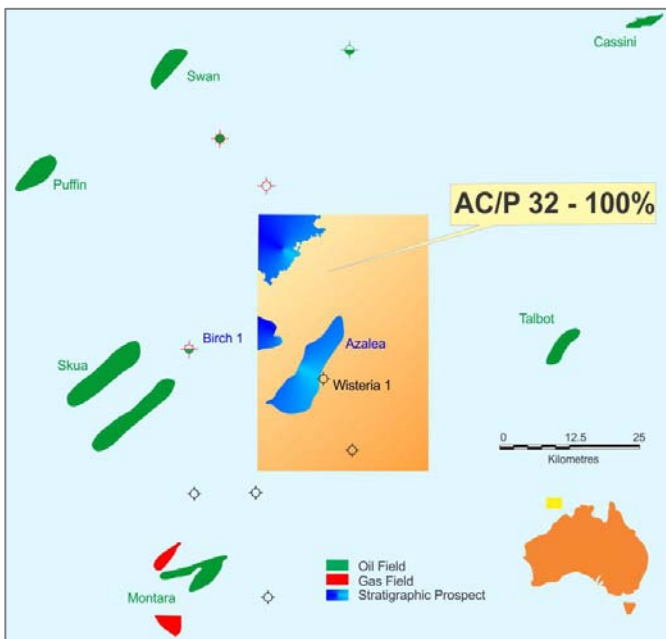 Cassini
Swan
Puffin
AC/P 32 - 100%
Birch 1
Azalea
Talbot
Skua
Wisteria 1
0 12.5 25
Kilometres
Oil Field
Gas Field
Stratigraphic Prospect
Montara